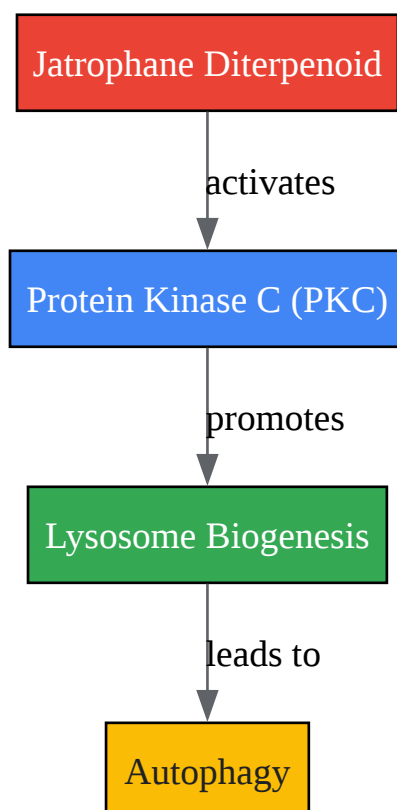 Jatrophane Diterpenoid
activates
Protein Kinase C (PKC)
promotes
Lysosome Biogenesis
leads to
Autophagy